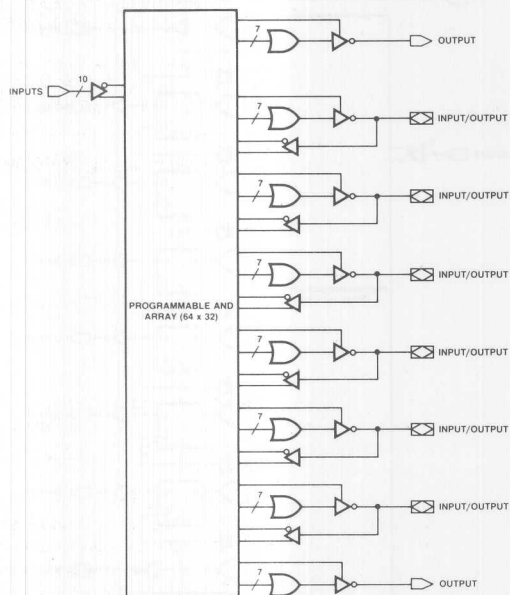 7
OUTPUT
INPUTS
10
7
INPUT/OUTPUT
7
INPUT/OUTPUT
7
INPUT/OUTPUT
PROGRAMMABLE AND
ARRAY (64 x 32)
7
INPUT/OUTPUT
7
INPUT/OUTPUT
7
INPUT/OUTPUT
7
OUTPUT